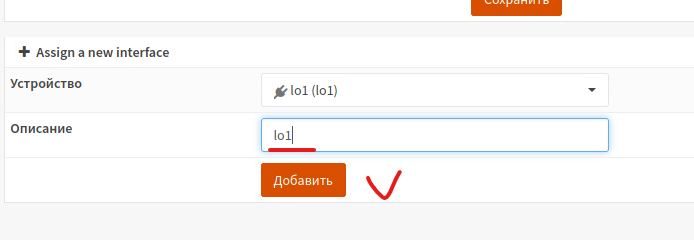 Сохранить
Assign a new interface
Устройство
lo1 (lo1)
Описание
lo1
Добавить